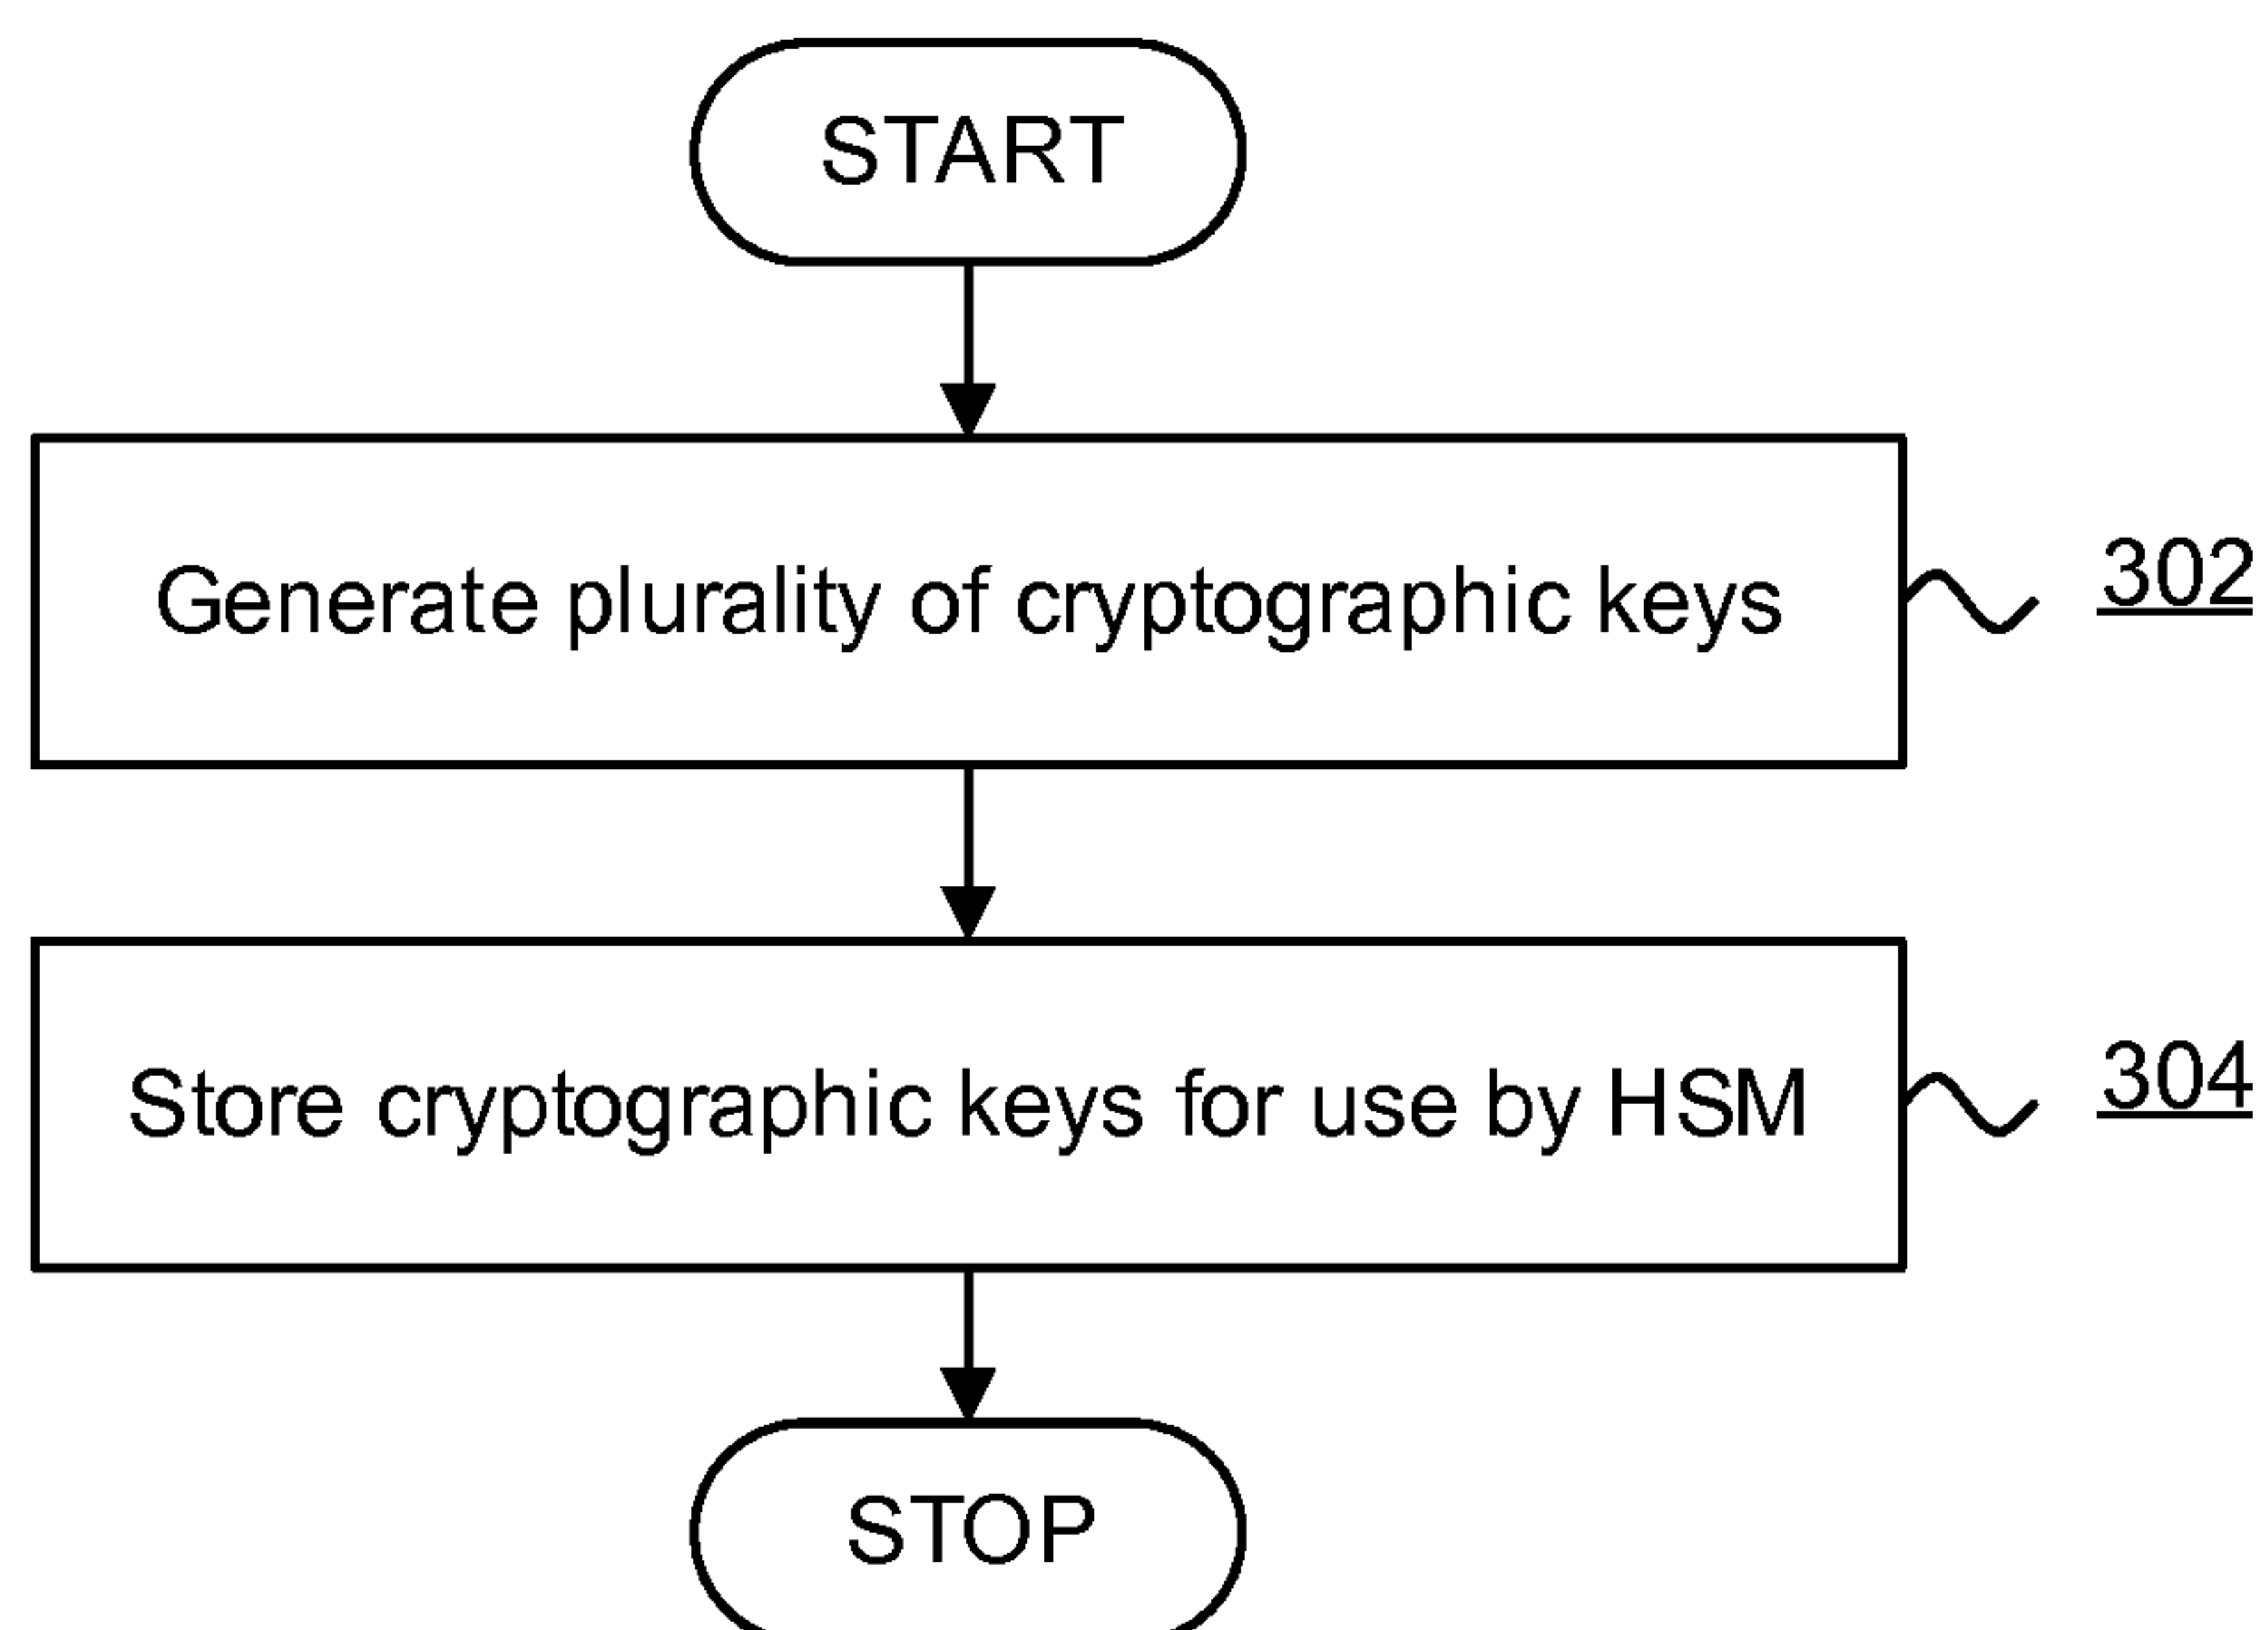 START
Generate plurality of cryptographic keys
302
Store cryptographic keys for use by HSM
304
STOP